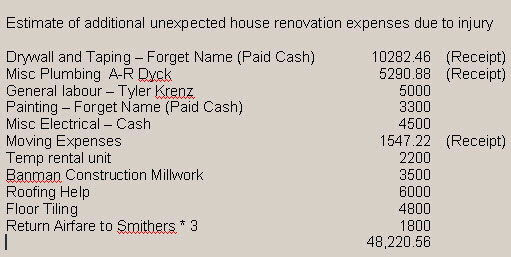 Estimate of additional unexpected house renovation expenses due to injury
Drywall and Taping – Forget Name (Paid Cash) 10282.46 (Receipt)
Misc Plumbing A-R Dyck 5290.88 (Receipt)
General labour – Tyler Krenz 5000
Painting – Forget Name (Paid Cash) 3300
Misc Electrical – Cash 4500
Moving Expenses 1547.22 (Receipt)
Temp rental unit 2200
Banman Construction Millwork 3500
Roofing Help 6000
Floor Tiling 4800
Return Airfare to Smithers * 3 1800
48,220.56